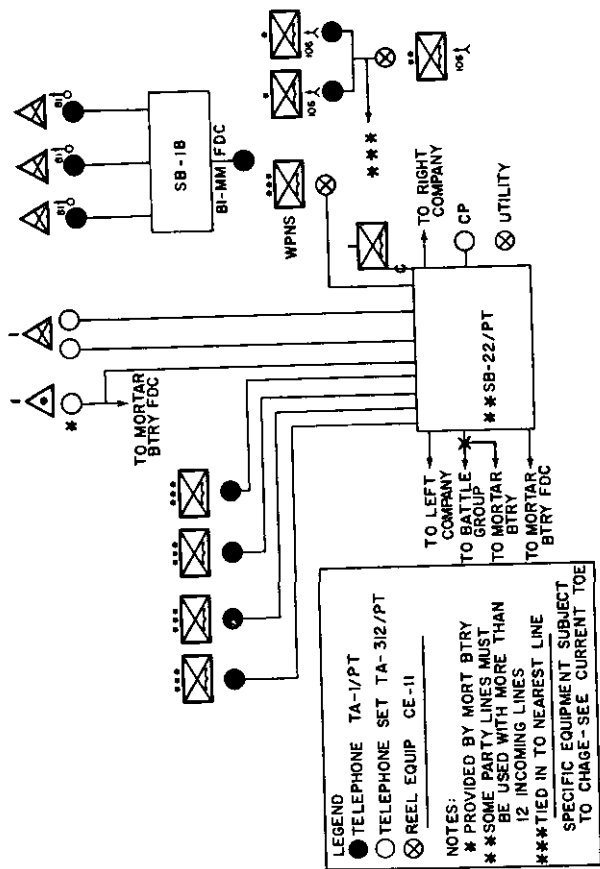 81
81
81
SB-18
81-MM FDC
106
106
106
***
WPNS
TO RIGHT
COMPANY
CP
UTILITY
C
**SB-22/PT
1
1
*
TO MORTAR
BTRY FDC
***
***
***
***
***
*
*
**
TO LEFT
COMPANY
TO BATTLE
GROUP
TO MORTAR
BTRY
TO MORTAR
BTRY FDC
LEGEND
TELEPHONE TA-1/PT
TELEPHONE SET TA-312/PT
REEL EQUIP CE-11
NOTES:
* PROVIDED BY MORT BTRY
**SOME PARTY LINES MUST
BE USED WITH MORE THAN
12 INCOMING LINES
***TIED IN TO NEAREST LINE
SPECIFIC EQUIPMENT SUBJECT
TO CHAGE-SEE CURRENT TOE